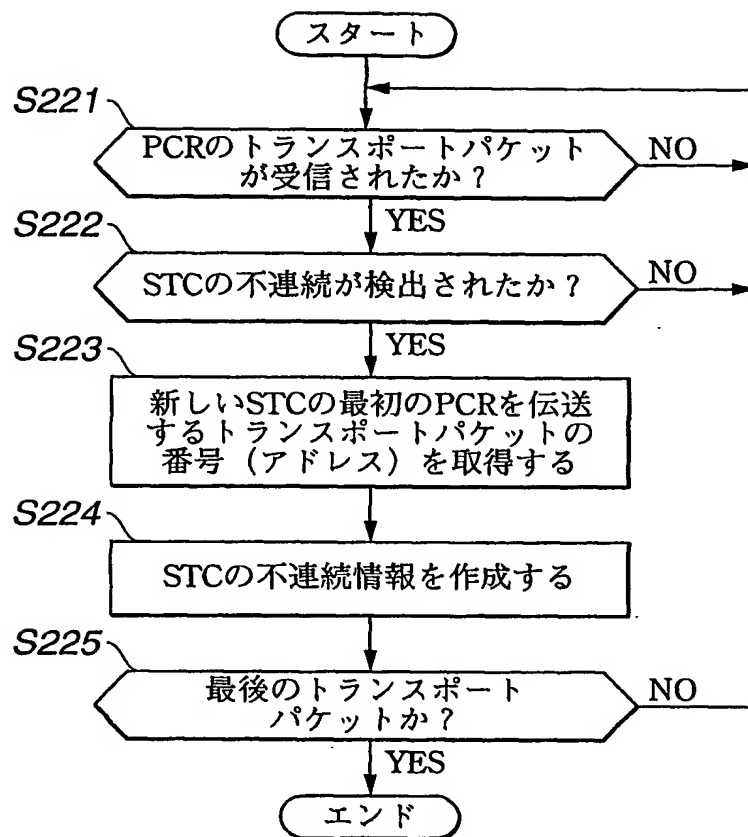 スタート
S221
PCRのトランスポートパケット
が受信されたか？
NO
YES
S222
STCの不連続が検出されたか？
NO
YES
S223
新しいSTCの最初のPCRを伝送
するトランスポートパケットの
番号（アドレス）を取得する
S224
STCの不連続情報を作成する
S225
最後のトランスポート
パケットか？
NO
YES
エンド